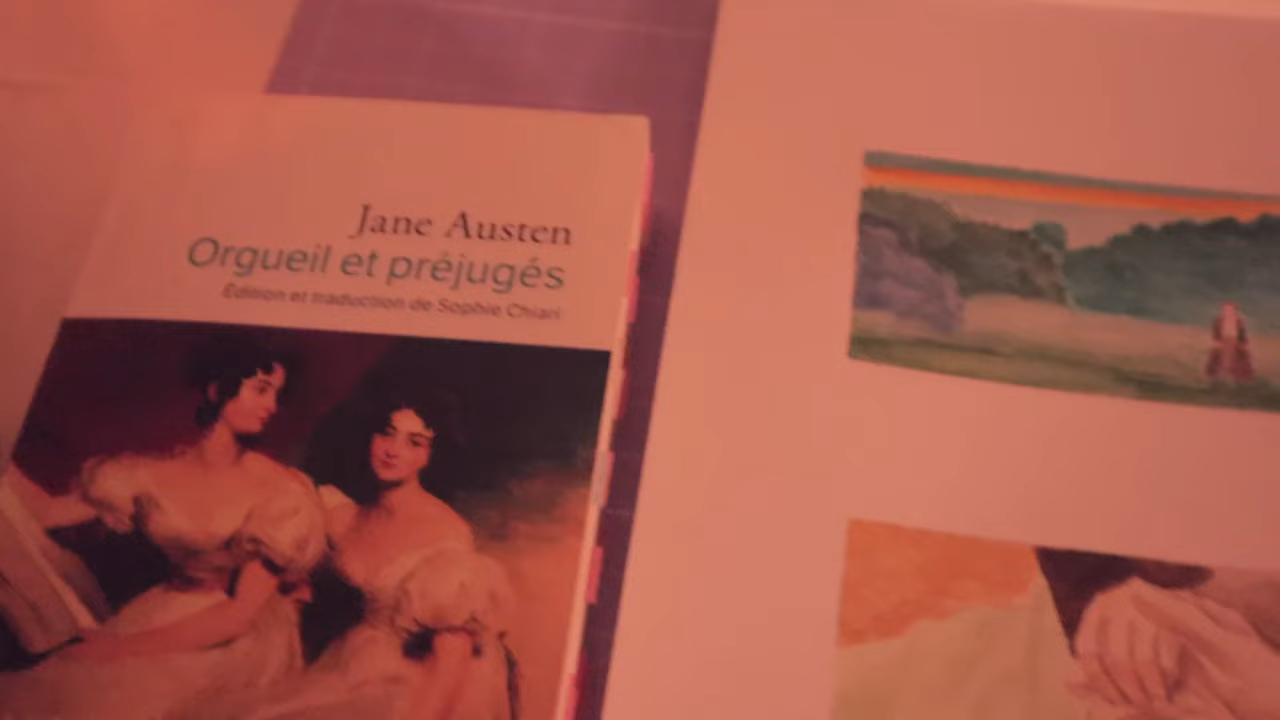 Jane Austen
Orgueil et préjugés
Édition et traduction de Sophie Chiari